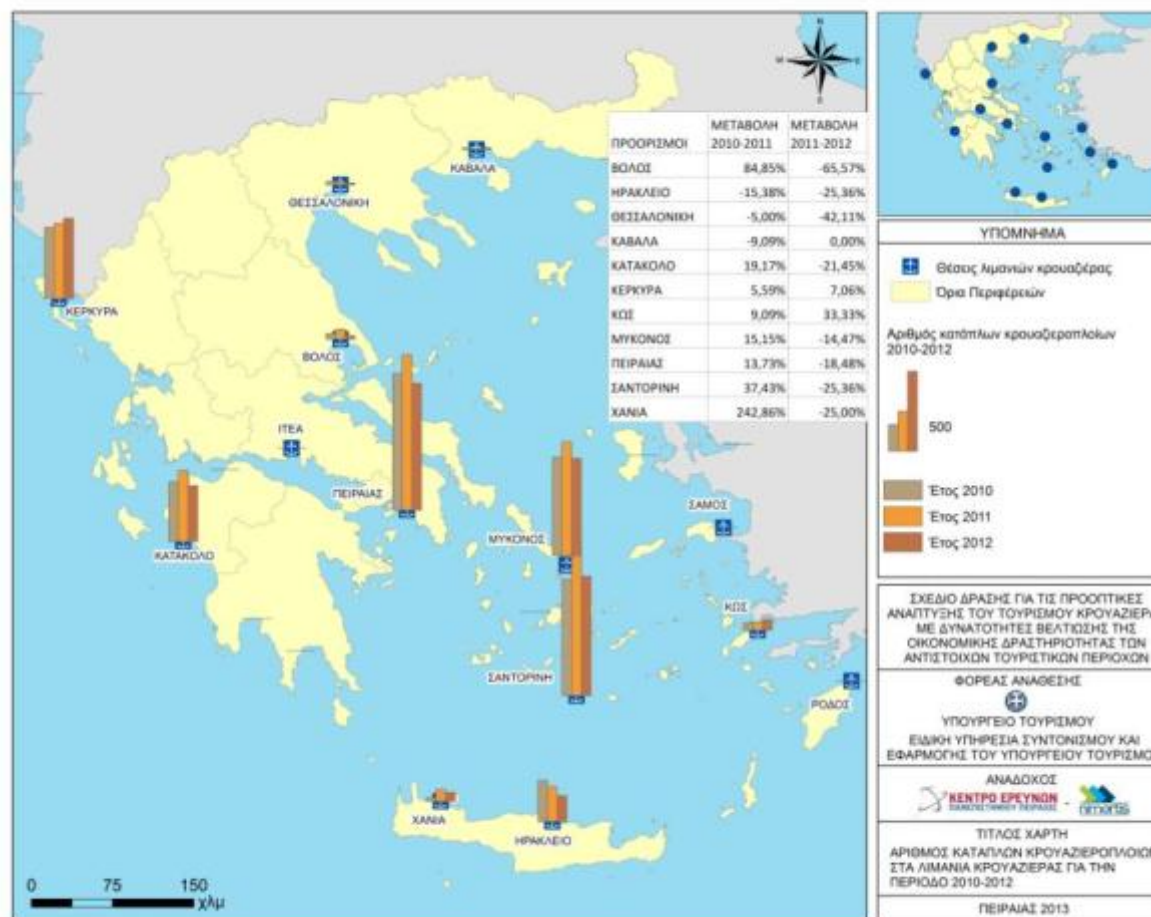 N
W
E
S
ΚΑΒΑΛΑ
ΘΕΣΣΑΛΟΝΙΚΗ
ΚΕΡΚΥΡΑ
ΒΟΛΟΣ
ΙΤΕΑ
ΠΕΙΡΑΙΑΣ
ΚΑΤΑΚΟΛΟ
ΜΥΚΟΝΟΣ
ΣΑΜΟΣ
ΚΩΣ
ΣΑΝΤΟΡΙΝΗ
ΡΟΔΟΣ
ΧΑΝΙΑ
ΗΡΑΚΛΕΙΟ
0 75 150
χλμ
ΠΡΟΟΡΙΣΜΟΙ ΜΕΤΑΒΟΛΗ 2010-2011 ΜΕΤΑΒΟΛΗ 2011-2012
ΒΟΛΟΣ 84,85% -65,57%
ΗΡΑΚΛΕΙΟ -15,38% -25,36%
ΘΕΣΣΑΛΟΝΙΚΗ -5,00% -42,11%
ΚΑΒΑΛΑ -9,09% 0,00%
ΚΑΤΑΚΟΛΟ 19,17% -21,45%
ΚΕΡΚΥΡΑ 5,59% 7,06%
ΚΩΣ 9,09% 33,33%
ΜΥΚΟΝΟΣ 15,15% -14,47%
ΠΕΙΡΑΙΑΣ 13,73% -18,48%
ΣΑΝΤΟΡΙΝΗ 37,43% -25,36%
ΧΑΝΙΑ 242,86% -25,00%
ΥΠΟΜΝΗΜΑ
Θέσεις λιμανιών κρουαζιέρας
Όρια Περιφέρειών
Αριθμός κατάπλων κρουαζιεροπλοίων
2010-2012
500
Έτος 2010
Έτος 2011
Έτος 2012
ΣΧΕΔΙΟ ΔΡΑΣΗΣ ΓΙΑ ΤΙΣ ΠΡΟΟΠΤΙΚΕΣ
ΑΝΑΠΤΥΞΗΣ ΤΟΥ ΤΟΥΡΙΣΜΟΥ ΚΡΟΥΑΖΙΕΡΑ
ΜΕ ΔΥΝΑΤΟΤΗΤΕΣ ΒΕΛΤΙΩΣΗΣ ΤΗΣ
ΟΙΚΟΝΟΜΙΚΗΣ ΔΡΑΣΤΗΡΙΟΤΗΤΑΣ ΤΩΝ
ΑΝΤΙΣΤΟΙΧΩΝ ΤΟΥΡΙΣΤΙΚΩΝ ΠΕΡΙΟΧΩΝ
ΦΟΡΕΑΣ ΑΝΑΘΕΣΗΣ
ΥΠΟΥΡΓΕΙΟ ΤΟΥΡΙΣΜΟΥ
ΕΙΔΙΚΗ ΥΠΗΡΕΣΙΑ ΣΥΝΤΟΝΙΣΜΟΥ ΚΑΙ
ΕΦΑΡΜΟΓΗΣ ΤΟΥ ΥΠΟΥΡΓΕΙΟΥ ΤΟΥΡΙΣΜΟ
ΑΝΑΔΟΧΟΣ
ΚΕΝΤΡΟ ΕΡΕΥΝΩΝ
ΠΑΝΕΠΙΣΤΗΜΙΟΥ ΠΕΙΡΑΙΩΣ
ΤΙΤΛΟΣ ΧΑΡΤΗ
ΑΡΙΘΜΟΣ ΚΑΤΑΠΛΩΝ ΚΡΟΥΑΖΙΕΡΟΠΛΟΙΩΝ
ΣΤΑ ΛΙΜΑΝΙΑ ΚΡΟΥΑΖΙΕΡΑΣ ΓΙΑ ΤΗΝ
ΠΕΡΙΟΔΟ 2010-2012
ΠΕΙΡΑΙΑΣ 2013